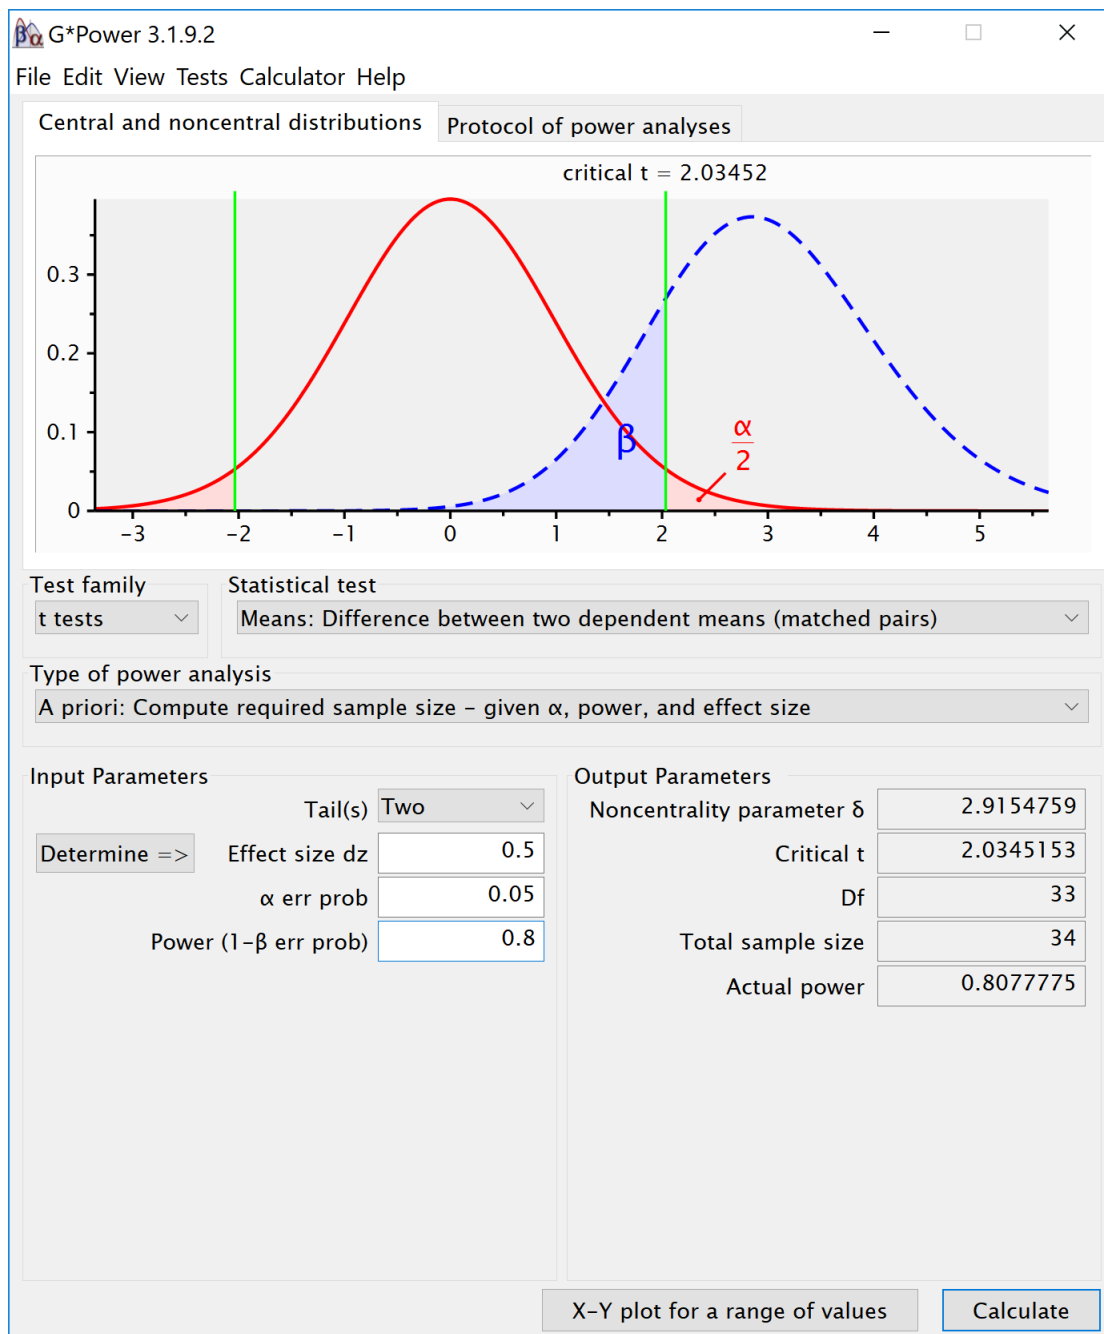 G*Power 3.1.9.2
File Edit View Tests Calculator Help
Central and noncentral distributions
Protocol of power analyses
critical t = 2.03452
0.3
0.2
0.1
0
β
α
2
−3 −2 −1 0 1 2 3 4 5
Test family
Statistical test
t tests
Means: Difference between two dependent means (matched pairs)
Type of power analysis
A priori: Compute required sample size – given α, power, and effect size
Input Parameters
Tail(s) Two
Determine => Effect size dz 0.5
α err prob 0.05
Power (1–β err prob) 0.8
Output Parameters
Noncentrality parameter δ 2.9154759
Critical t 2.0345153
Df 33
Total sample size 34
Actual power 0.8077775
X–Y plot for a range of values
Calculate